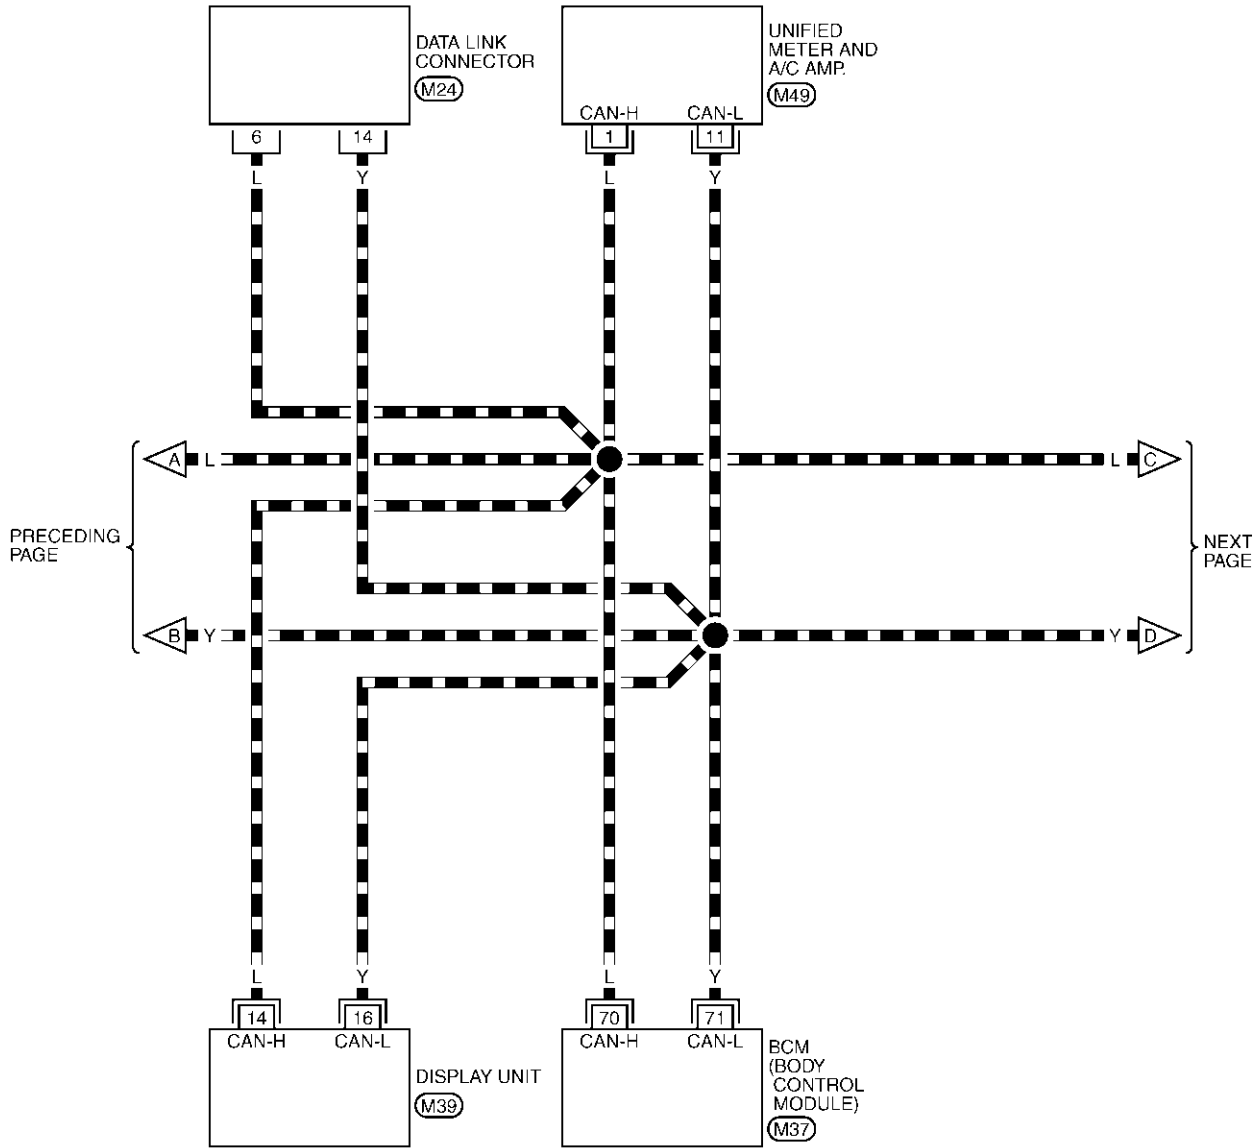 DATA LINK
CONNECTOR
M24
UNIFIED
METER AND
A/C AMP.
M49
CAN-H CAN-L
6 14 1 11
L Y L Y
A L L C
PRECEDING
PAGE
NEXT
PAGE
B Y Y D
L Y L Y
14 16 70 71
CAN-H CAN-L CAN-H CAN-L
DISPLAY UNIT
M39
BCM
(BODY
CONTROL
MODULE)
M37